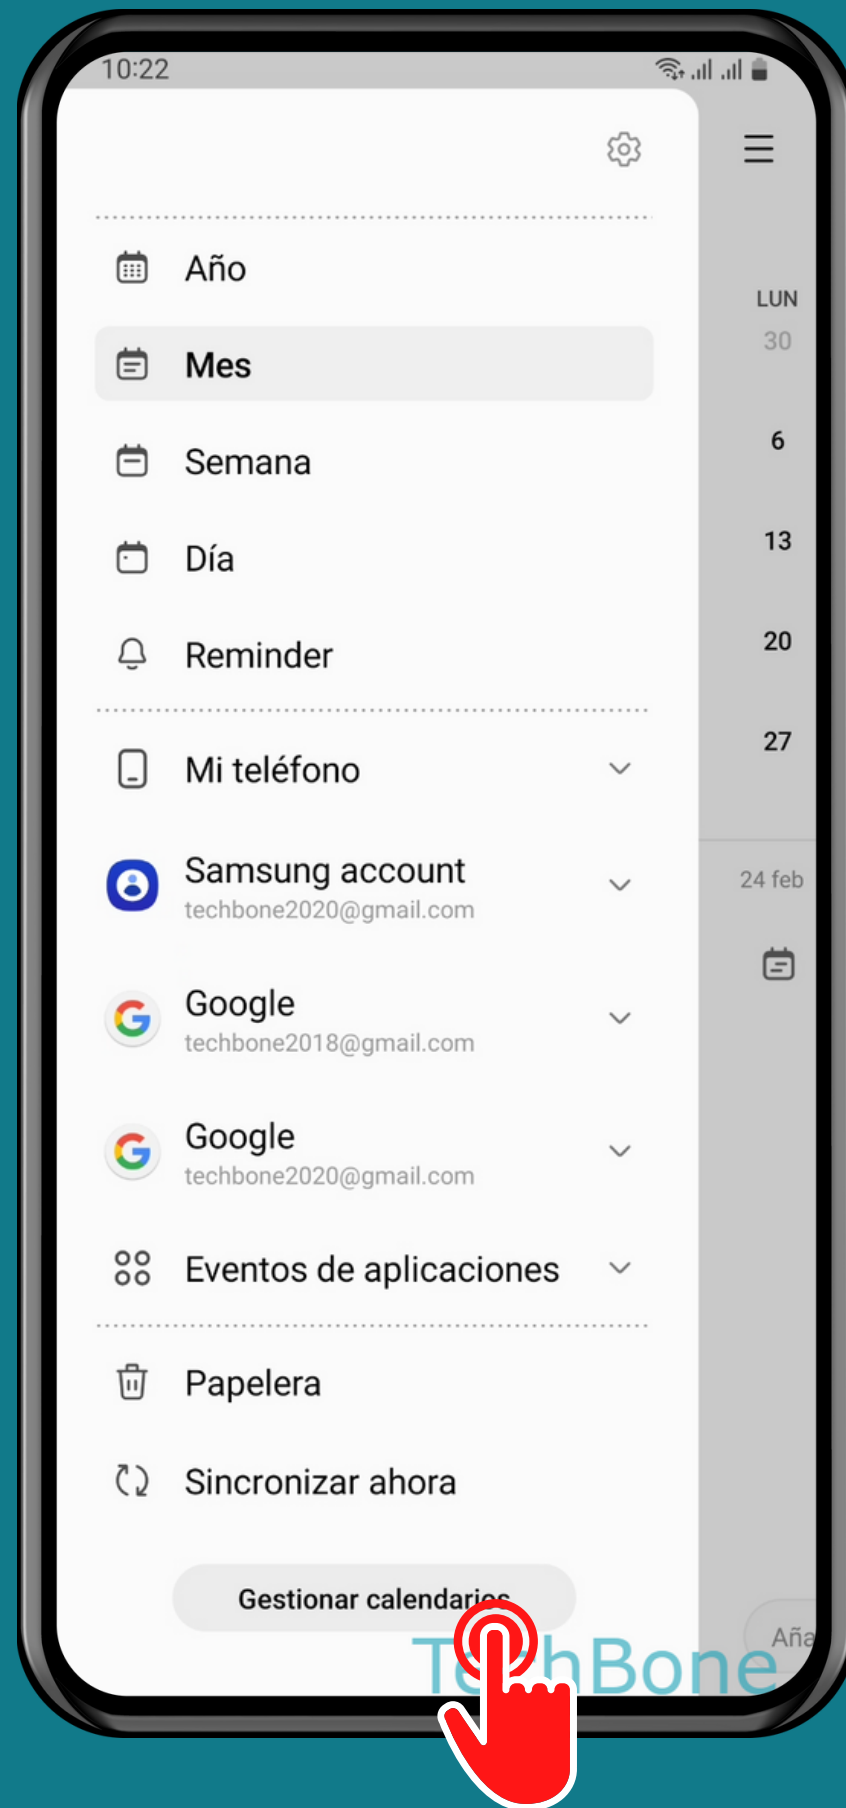 10:22
Año
Mes
Semana
Día
Reminder
Mi teléfono
Samsung account
techbone2020@gmail.com
Google
techbone2018@gmail.com
Google
techbone2020@gmail.com
Eventos de aplicaciones
Papelera
Sincronizar ahora
Gestionar calendarios
LUN
30
6
13
20
27
24 feb
Aña
TechBone